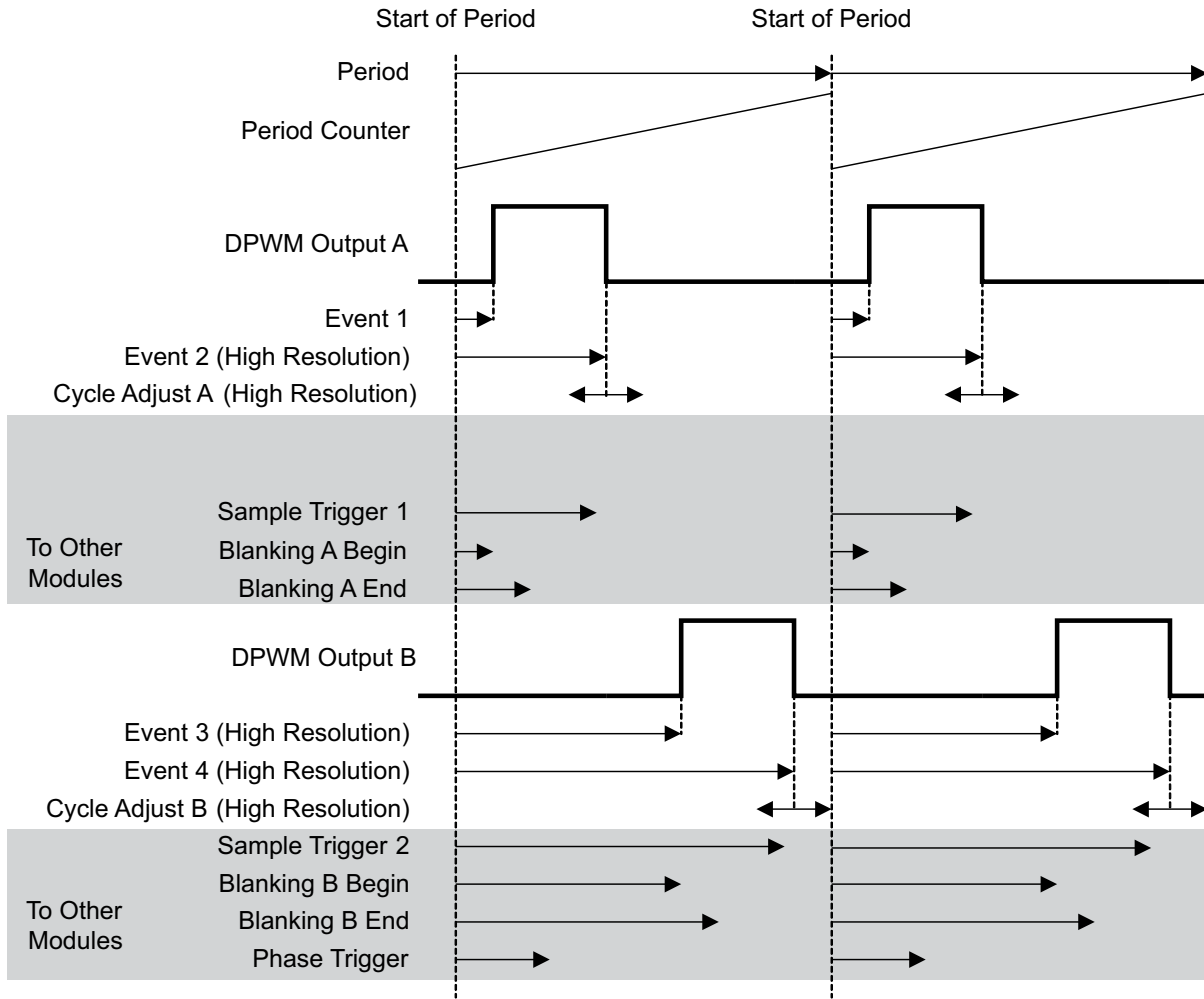 Start of Period
Start of Period
Period
Period Counter
DPWM Output A
Event 1
Event 2 (High Resolution)
Cycle Adjust A (High Resolution)
To Other
Modules
Sample Trigger 1
Blanking A Begin
Blanking A End
DPWM Output B
Event 3 (High Resolution)
Event 4 (High Resolution)
Cycle Adjust B (High Resolution)
To Other
Modules
Sample Trigger 2
Blanking B Begin
Blanking B End
Phase Trigger